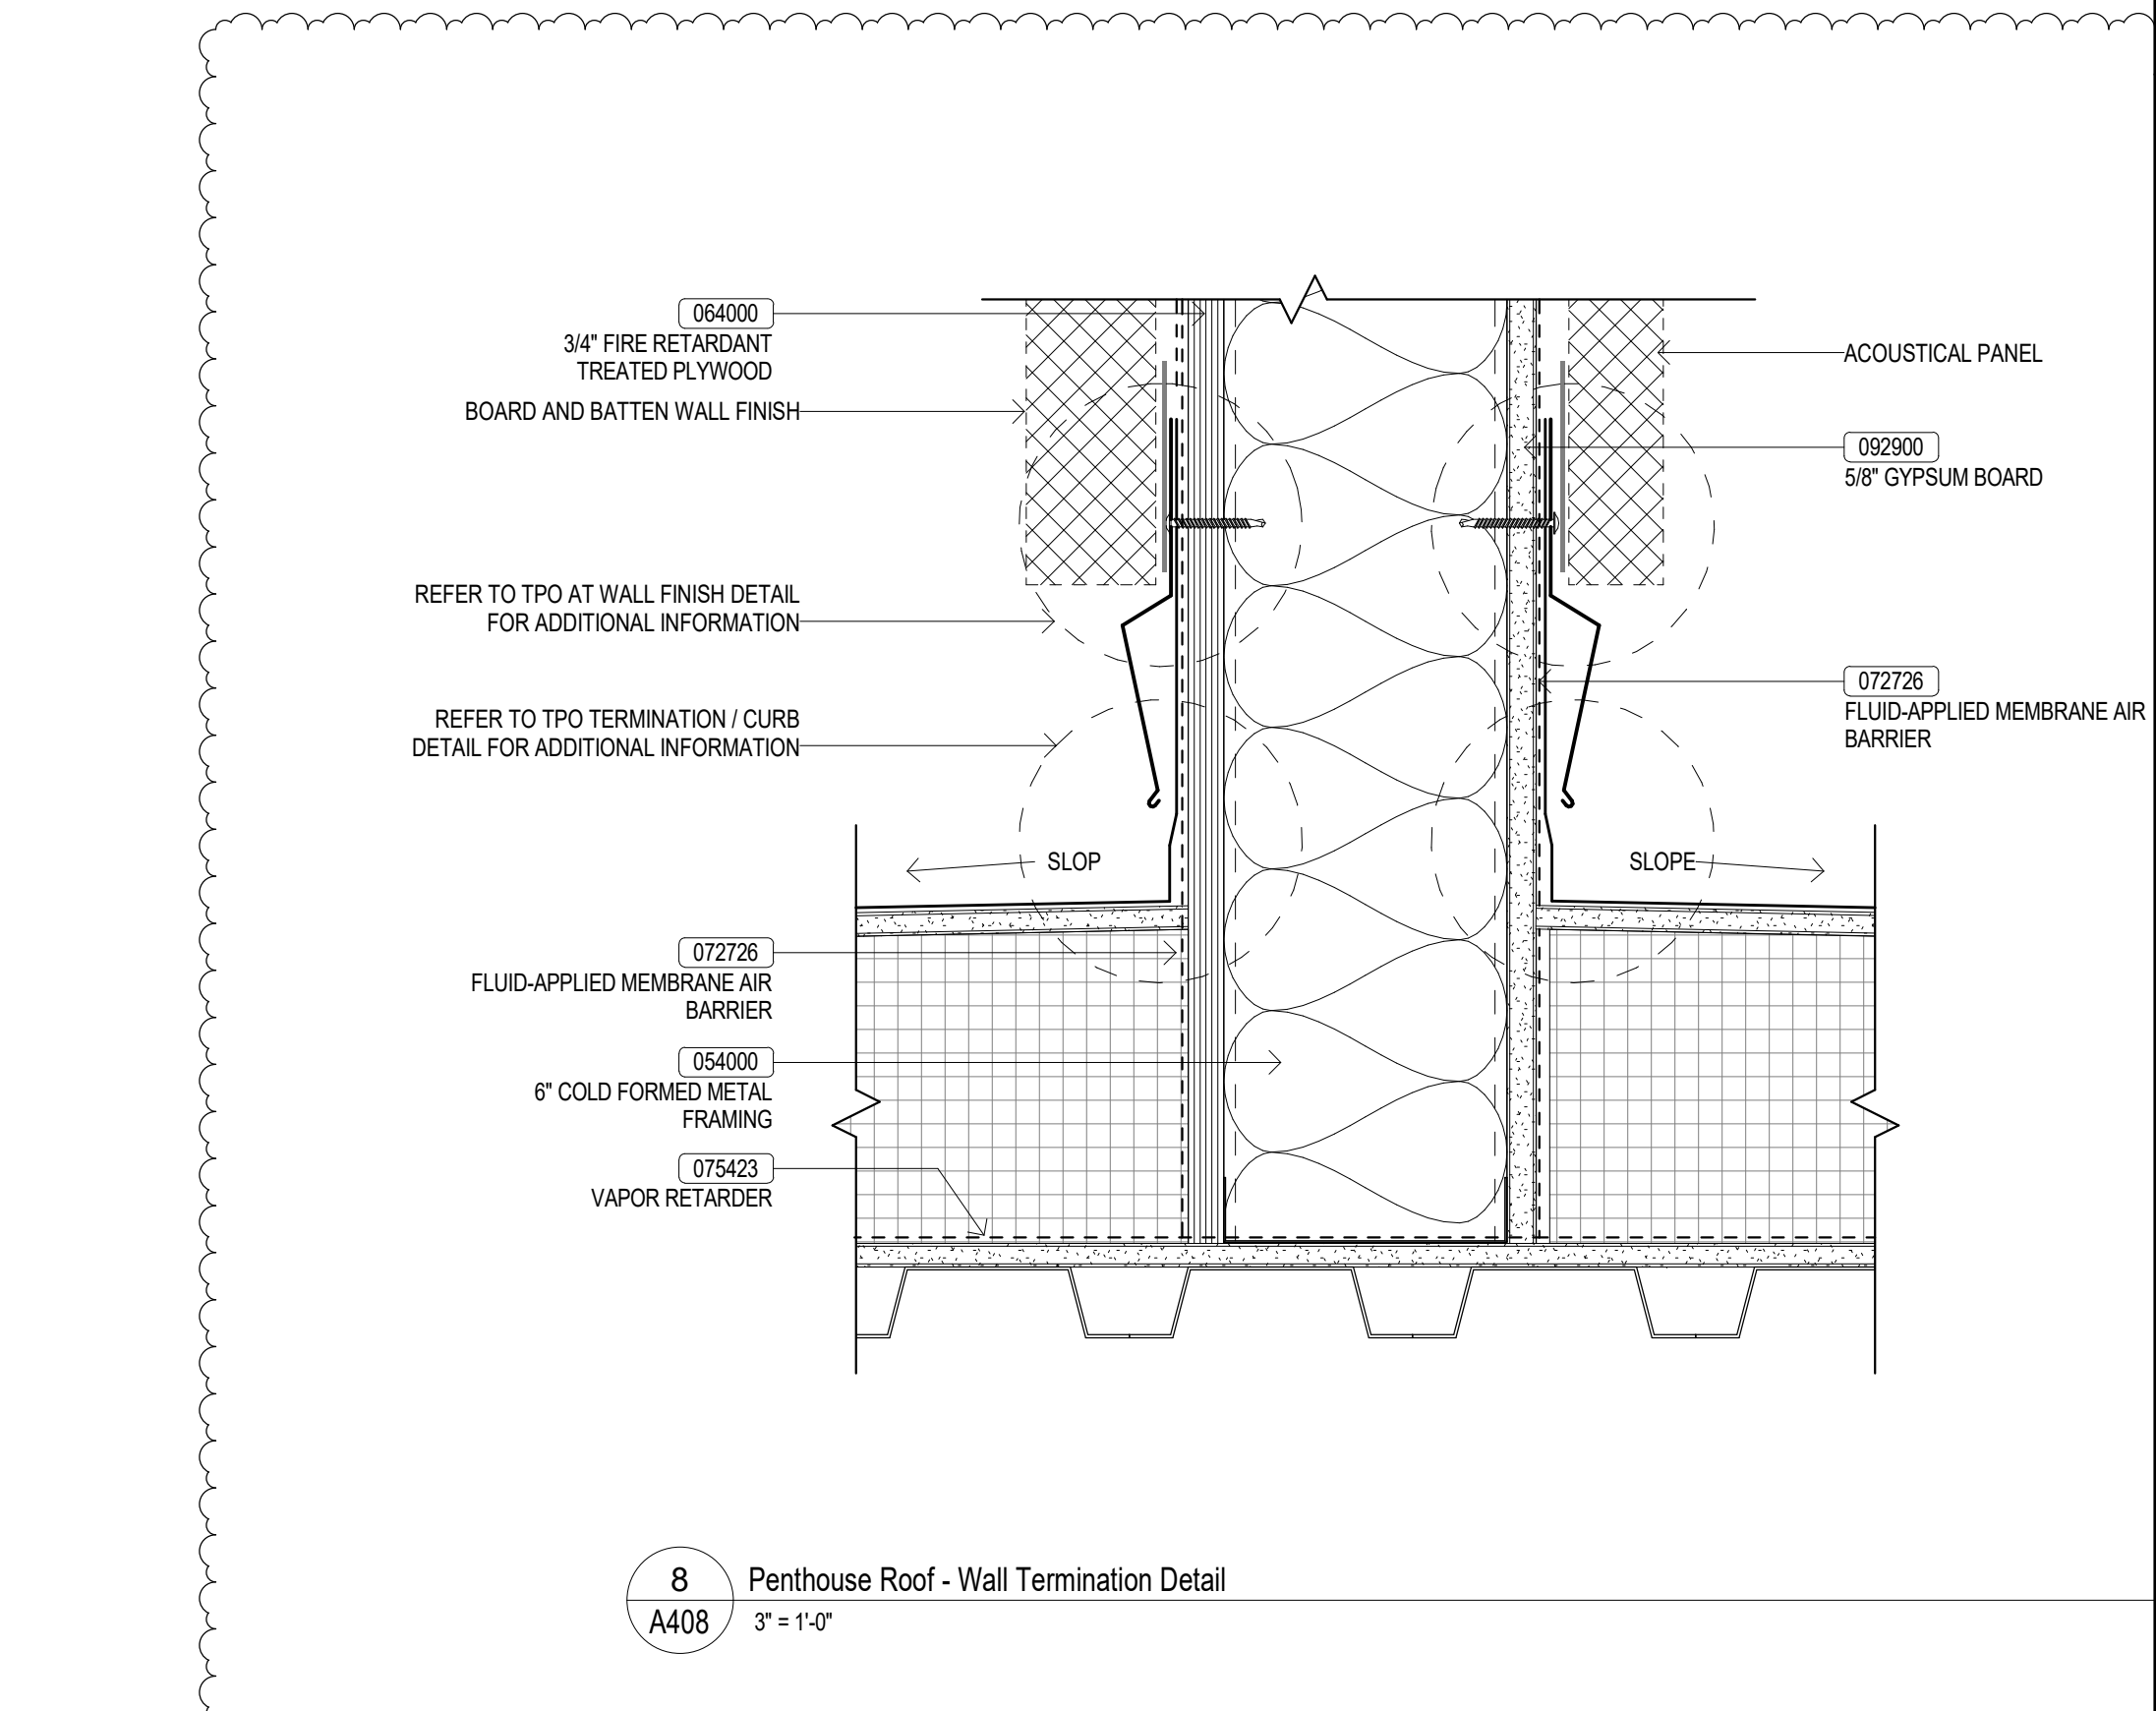 064000
3/4" FIRE RETARDANT
TREATED PLYWOOD
BOARD AND BATTEN WALL FINISH
REFER TO TPO AT WALL FINISH DETAIL
FOR ADDITIONAL INFORMATION
REFER TO TPO TERMINATION / CURB
DETAIL FOR ADDITIONAL INFORMATION
SLOP
072726
FLUID-APPLIED MEMBRANE AIR
BARRIER
054000
6" COLD FORMED METAL
FRAMING
075423
VAPOR RETARDER
ACOUSTICAL PANEL
092900
5/8" GYPSUM BOARD
072726
FLUID-APPLIED MEMBRANE AIR
BARRIER
SLOPE
8
A408
Penthouse Roof - Wall Termination Detail
3" = 1'-0"